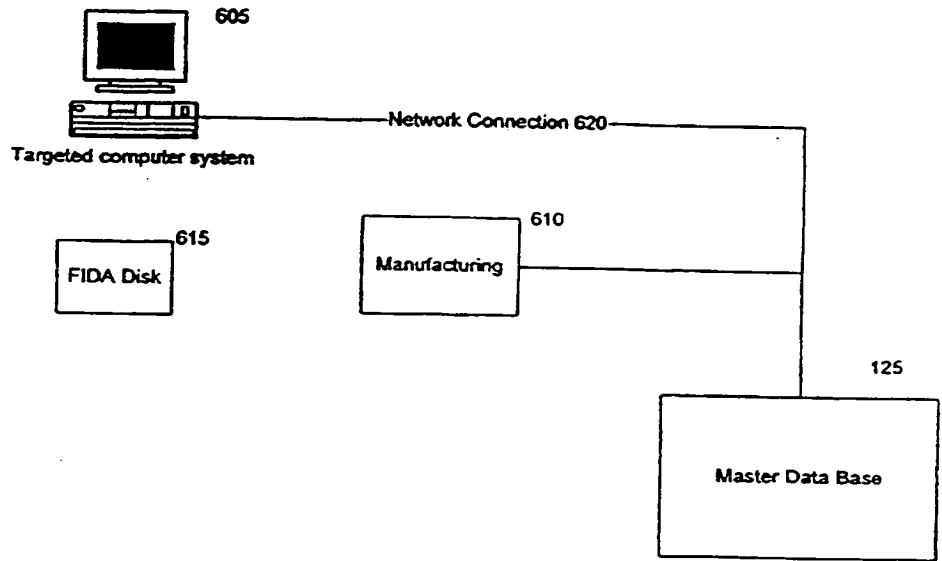 605
Network Connection 620
Targeted computer system
610
615
Manufacturing
FIDA Disk
125
Master Data Base